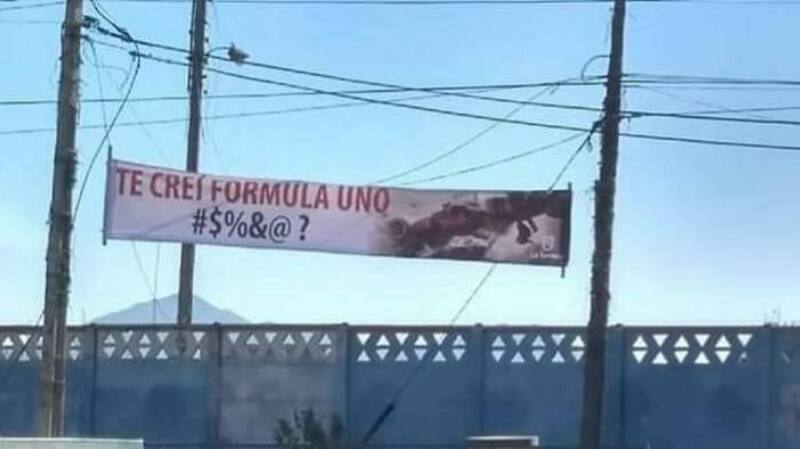 TE CREÍ FORMULA UNO
#$%&@ ?